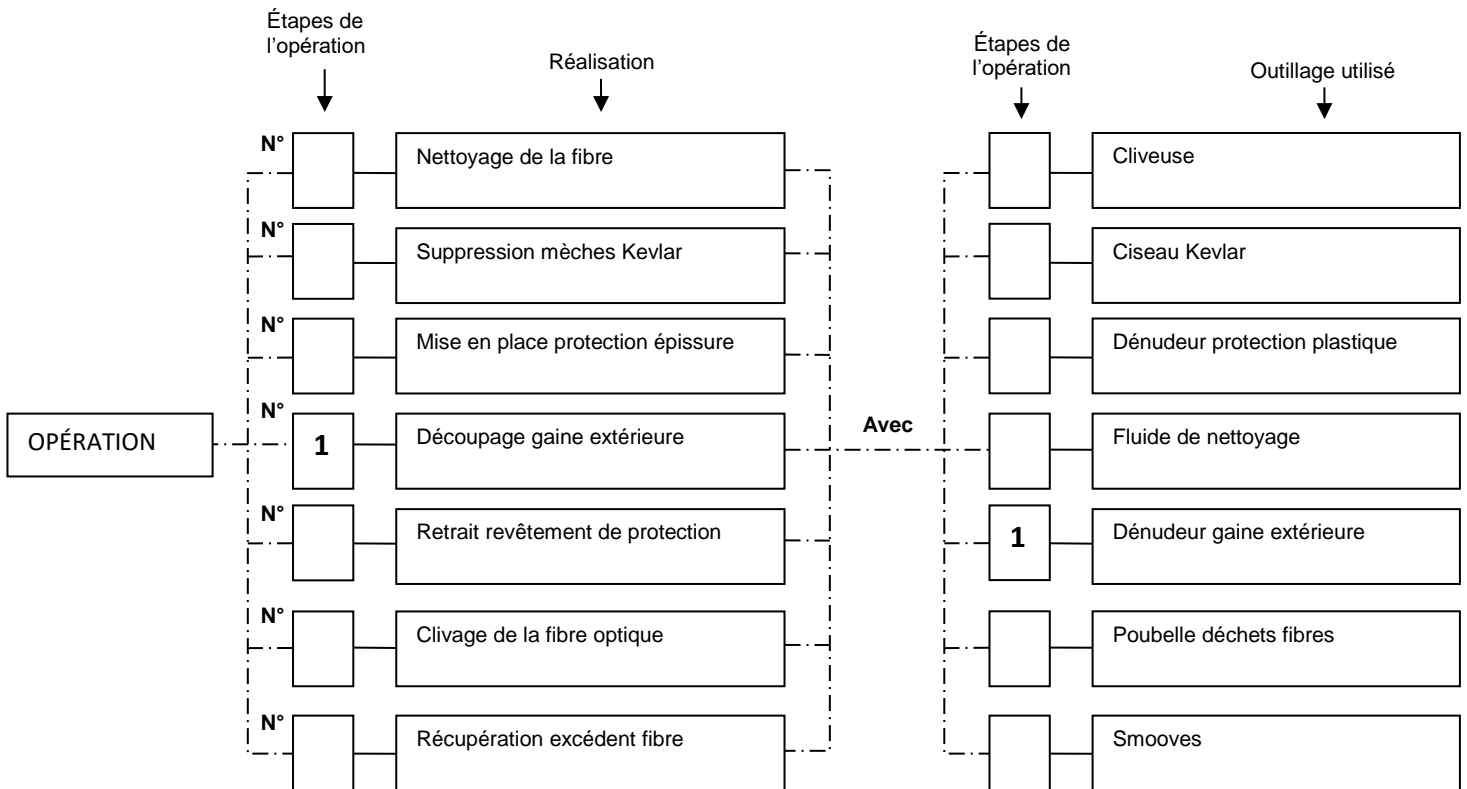 Étapes de
l’opération
Réalisation
Étapes de
l’opération
Outillage utilisé
N°
Nettoyage de la fibre
Cliveuse
N°
Suppression mèches Kevlar
Ciseau Kevlar
N°
Mise en place protection épissure
Dénudeur protection plastique
OPÉRATION
N°
1
Découpage gaine extérieure
Avec
Fluide de nettoyage
N°
Retrait revêtement de protection
1
Dénudeur gaine extérieure
N°
Clivage de la fibre optique
Poubelle déchets fibres
N°
Récupération excédent fibre
Smooves